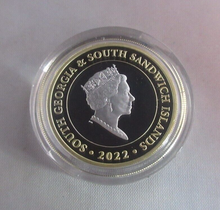 SOUTH GEORGIA & SOUTH SANDWICH ISLANDS
• 2022 •